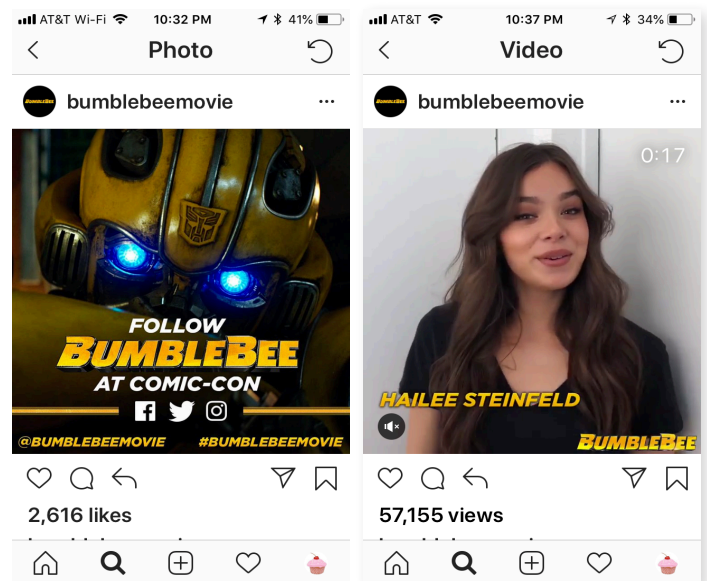 AT&T Wi-Fi 10:32 PM 41%
Photo
bumblebeemovie
FOLLOW
BUMBLEBEE
AT COMIC-CON
@BUMBLEBEEMOVIE #BUMBLEBEEMOVIE
2,616 likes
AT&T 10:37 PM 34%
Video
bumblebeemovie
0:17
HAILEE STEINFELD
BUMBLEBEE
57,155 views